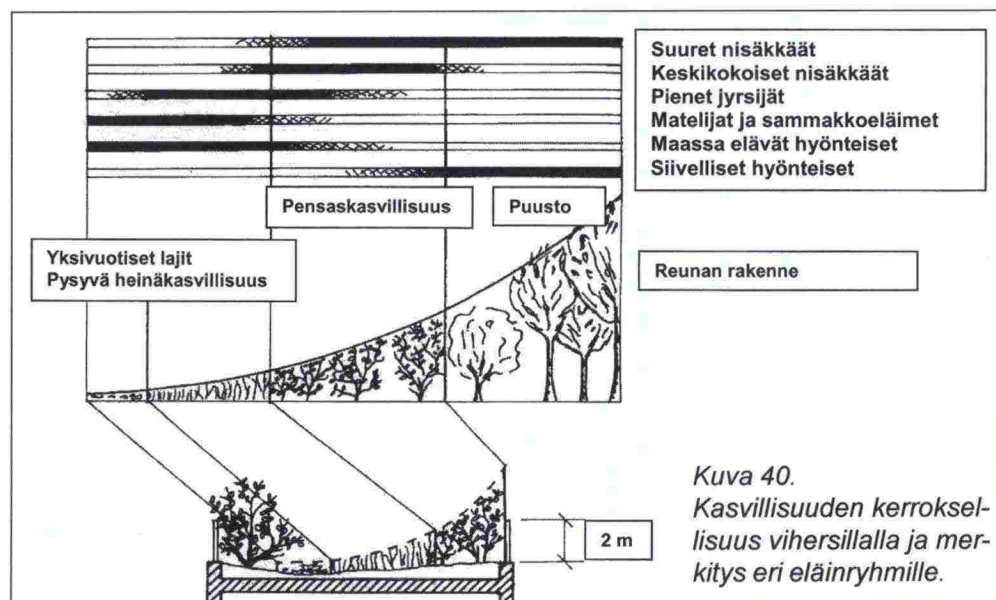 Suuret nisäkkäät
Keskikokoiset nisäkkäät
Pienet jyrsijät
Matelijat ja sammakkoeläimet
Maassa elävät hyönteiset
Siivelliset hyönteiset
Pensaskasvillisuus
Puusto
Yksivuotiset lajit
Pysyvä heinäkasvillisuus
Reunan rakenne
2 m
Kuva 40.
Kasvillisuuden kerroksel-
lisuus vihersillalla ja mer-
kitys eri eläinryhmille.